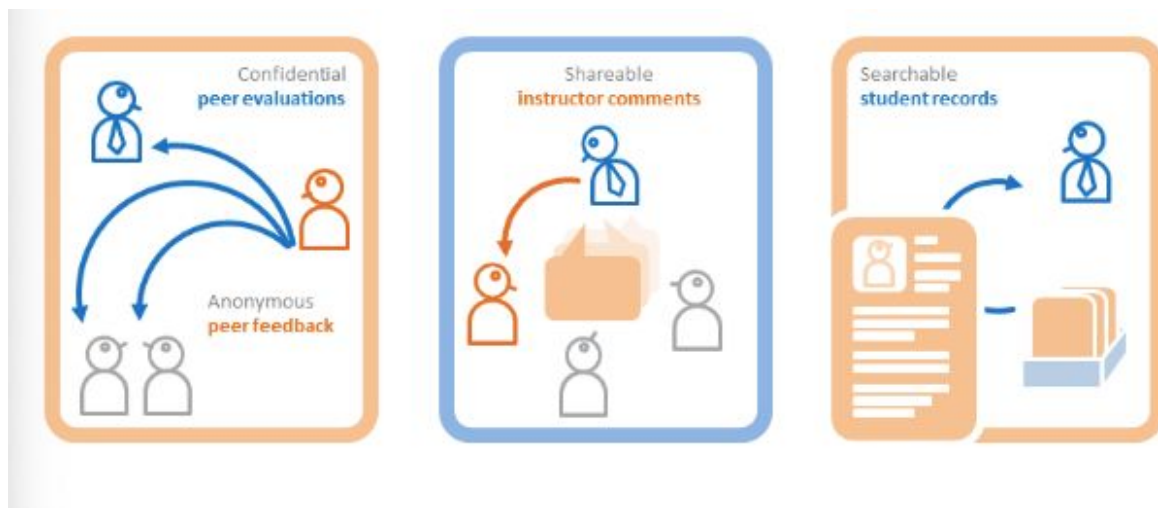 Confidential
peer evaluations
Anonymous
peer feedback
Shareable
instructor comments
Searchable
student records